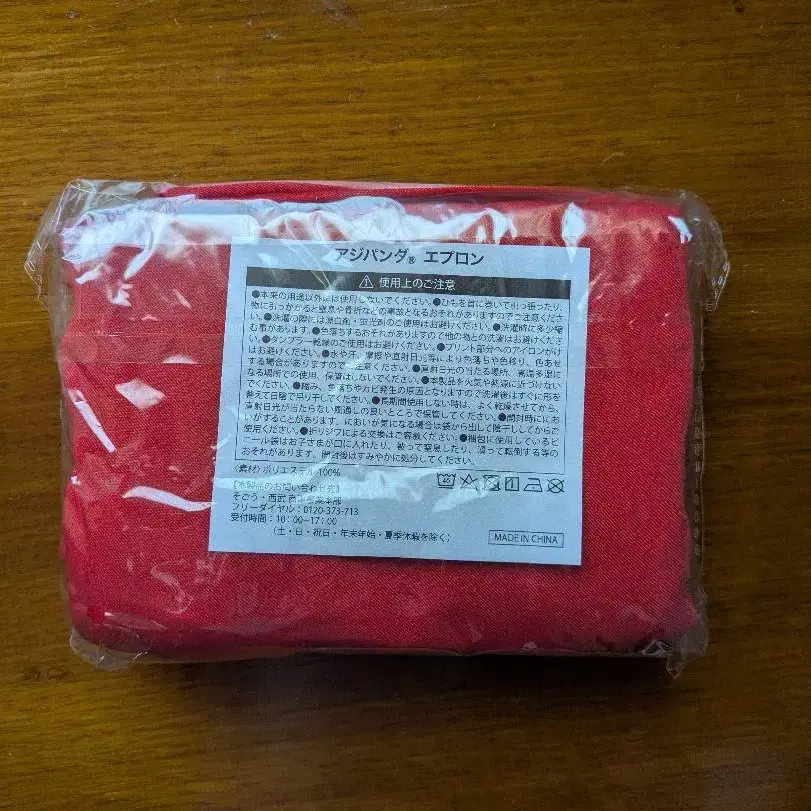 アジパンダ® エプロン
⚠ 使用上のご注意
●本来の用途以外には使用しないでください。●ひもを首に巻いて引っ張ったり、
物に引っかかると窒息や骨折などの事故となるおそれがありますのでご注意くださ
い。●洗濯の際には漂白剤・蛍光剤のご使用はお避けください。●洗濯時に多少縮
む事があります。●色落ちするおそれがありますので他の物との洗濯はお避けくださ
い。●タンブラー乾燥のご使用はお避けください。●プリント部分へのアイロンがけ
はお避けください。●水や汗、摩擦や直射日光等により色落ちや色移り、色あせ
する場合がありますのでご注意ください。●直射日光の当たる場所、高温多湿に
なる場所での使用、保管はしないでください。●本製品を火気や熱源に近づけない
でください。●縮み、色落ちやカビ発生の原因となりますので洗濯後はすぐに形を
整えて日陰で吊り干してください。●長期間使用しない時は、よく乾燥させてから、
直射日光が当たらない風通しの良いところで保管してください。●開封時ににお
いがすることがあります。においが気になる場合は袋から出して陰干ししてからご
使用ください。●折りジワによる交換はご容赦ください。●梱包に使用しているビ
ニール袋はお子さまが口に入れたり、被って窒息したり、滑って転倒する等の
おそれがあります。開封後はすみやかに処分してください。
〈素材〉ポリエステル 100%
【本製品のお問い合わせ先】
そごう・西武 商事事業本部
フリーダイヤル：0120-373-713
受付時間：10：00~17：00
（土・日・祝日・年末年始・夏季休暇を除く）
MADE IN CHINA